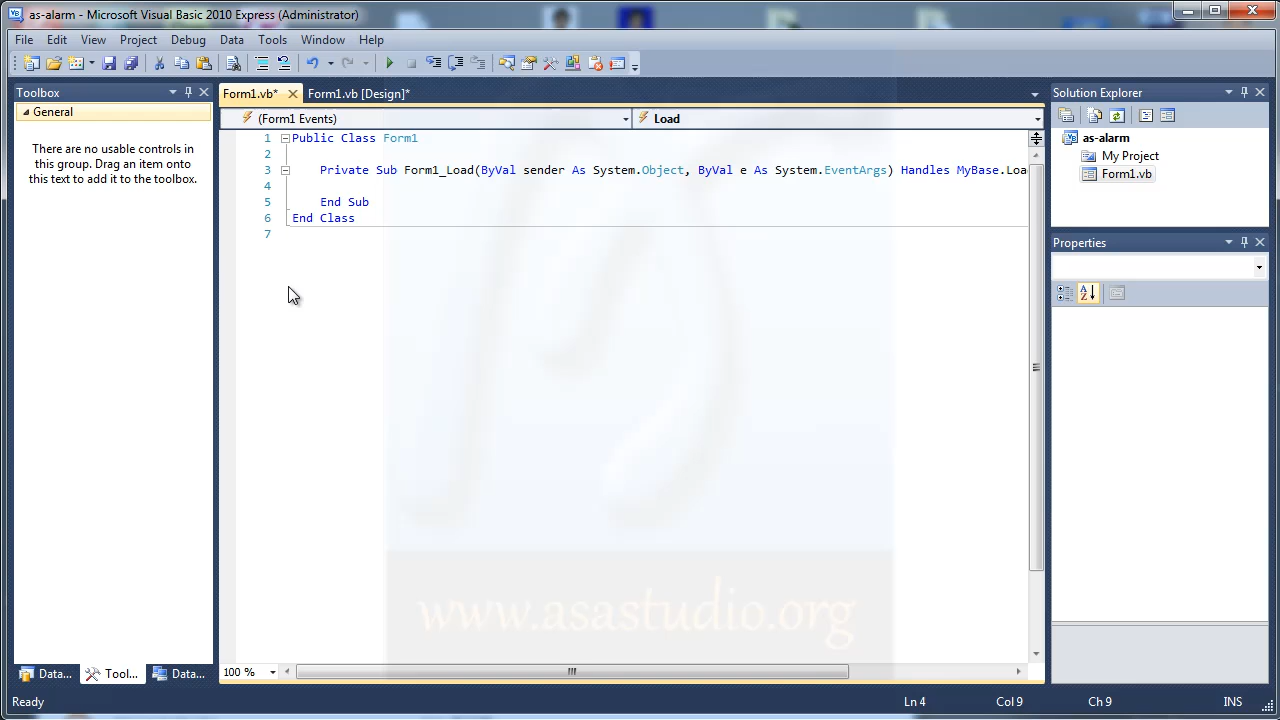 as-alarm - Microsoft Visual Basic 2010 Express (Administrator)
File Edit View Project Debug Data Tools Window Help
Toolbox
General
There are no usable controls in
this group. Drag an item onto
this text to add it to the toolbox.
Data...
Tool...
Data...
Form1.vb*
Form1.vb [Design]*
(Form1 Events)
Load
1 Public Class Form1
2
3 Private Sub Form1_Load(ByVal sender As System.Object, ByVal e As System.EventArgs) Handles MyBase.Loa
4
5 End Sub
6 End Class
7
www.asastudio.org
100 %
Solution Explorer
as-alarm
My Project
Form1.vb
Properties
Ready
Ln 4
Col 9
Ch 9
INS